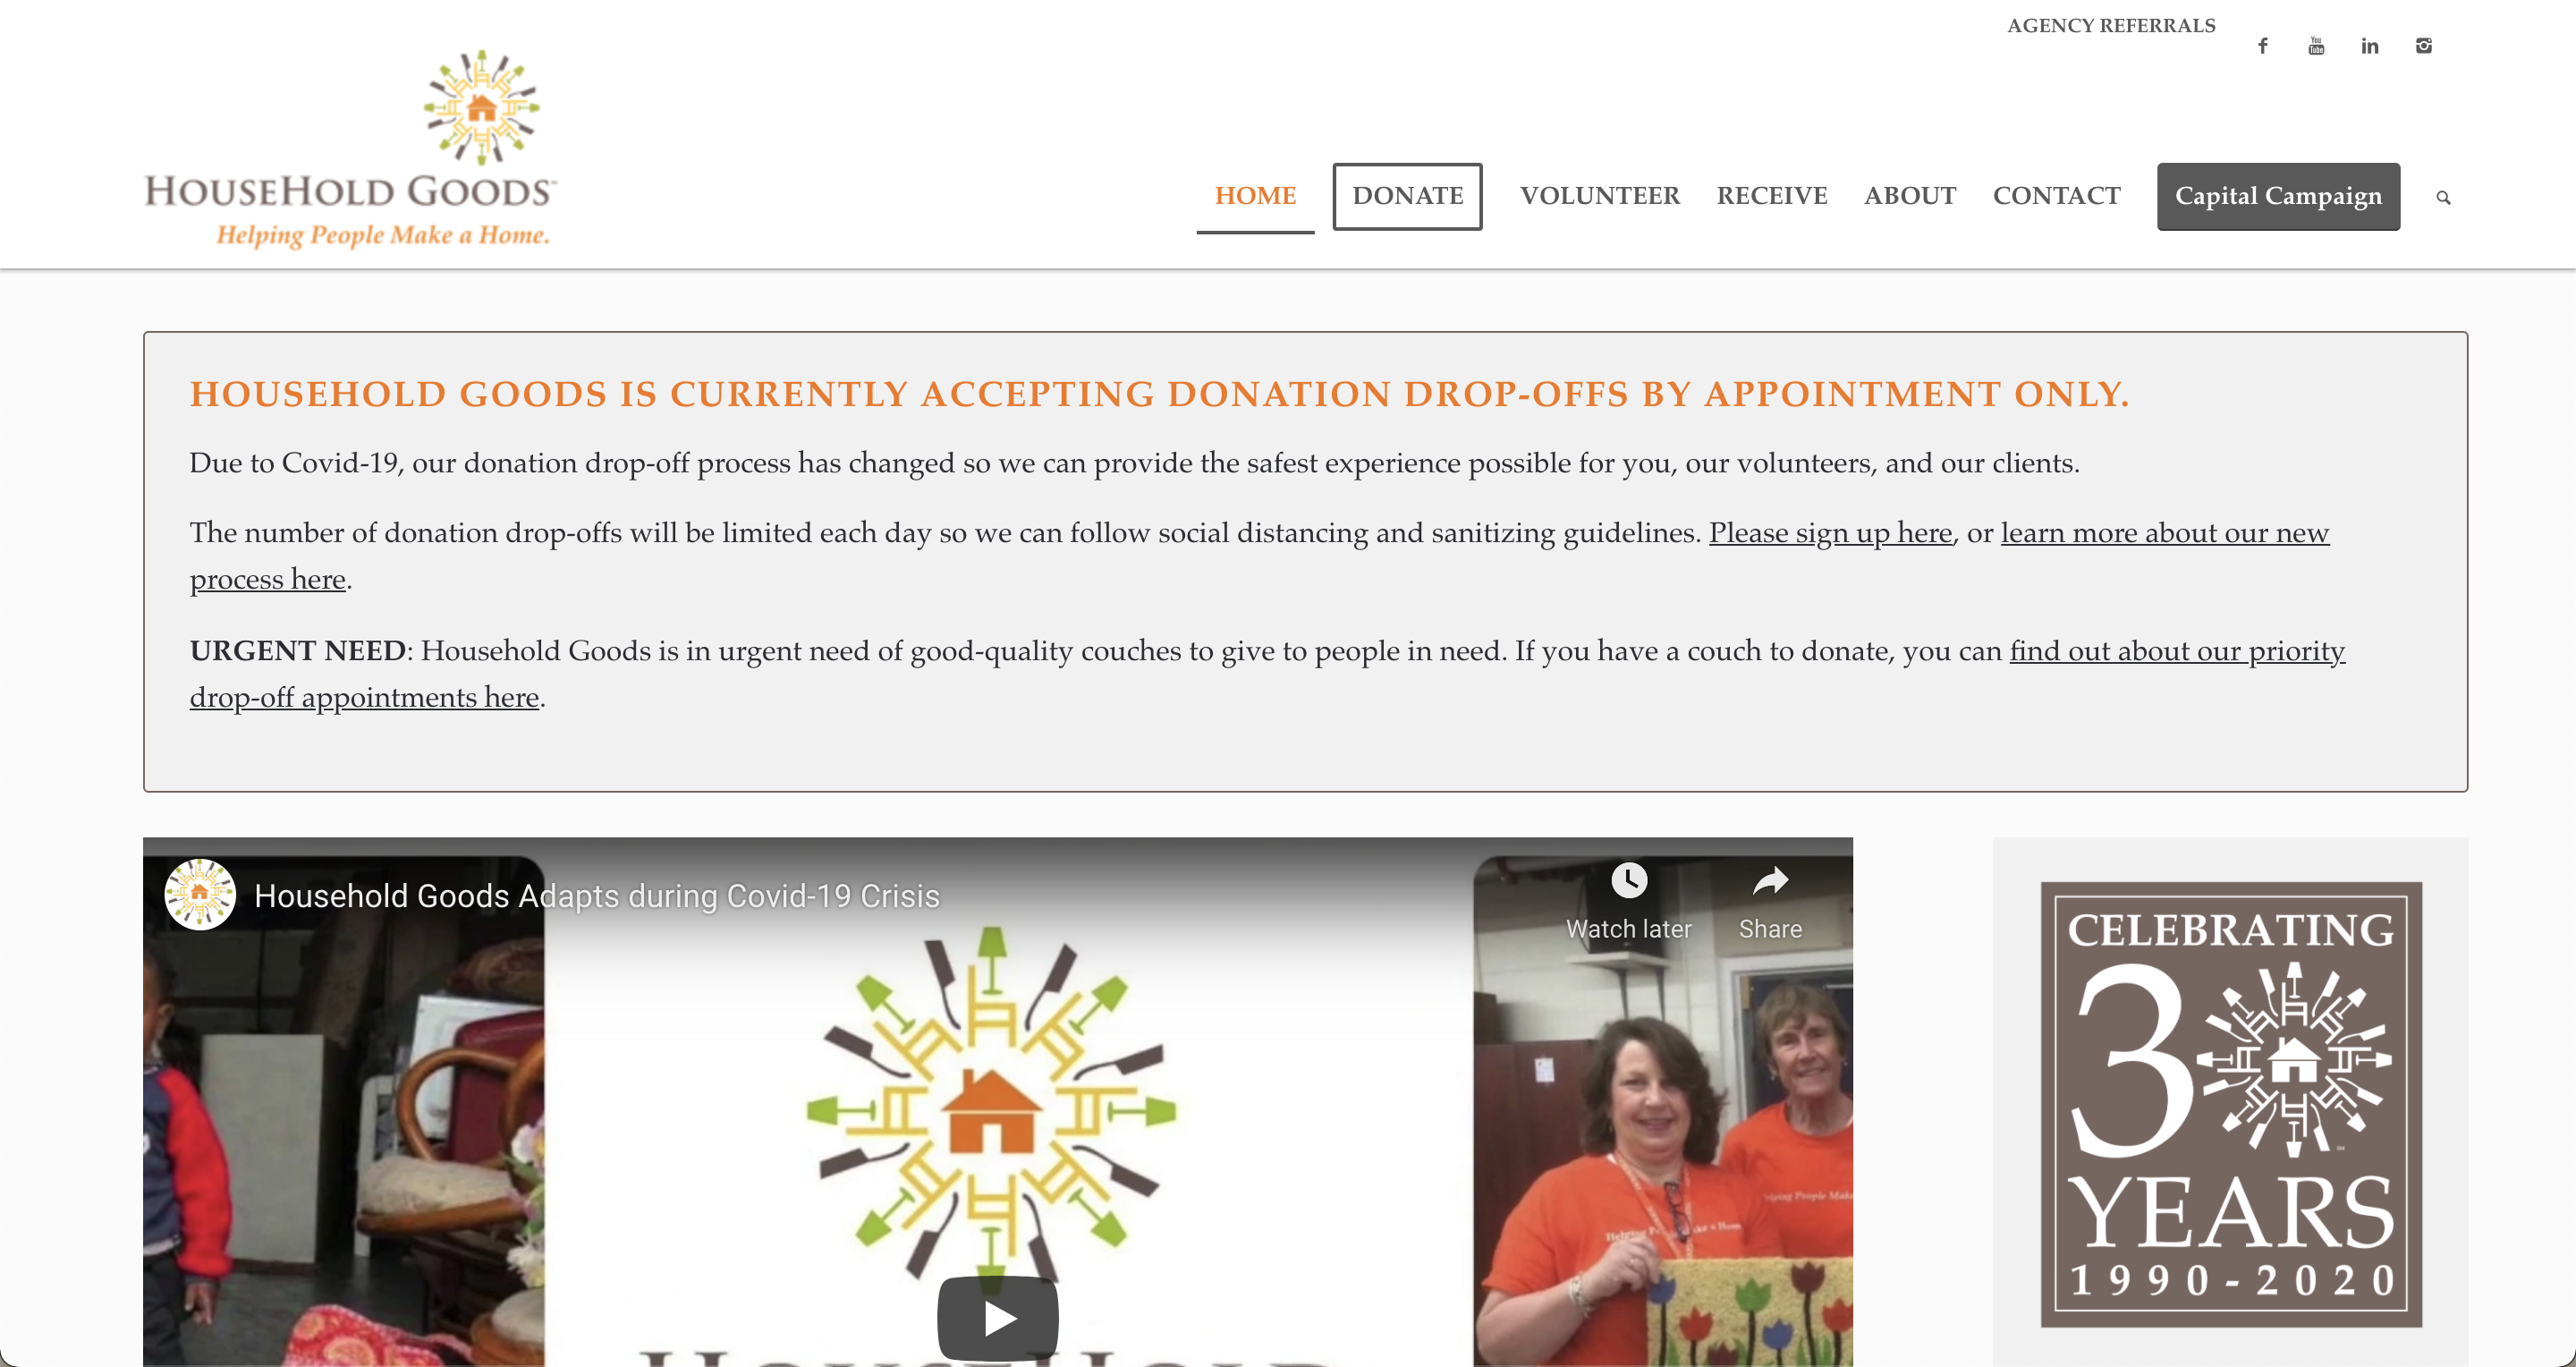 AGENCY REFERRALS
You
Tube
in
HOUSEHOLD GOODS™
Helping People Make a Home.
HOME DONATE VOLUNTEER RECEIVE ABOUT CONTACT Capital Campaign
HOUSEHOLD GOODS IS CURRENTLY ACCEPTING DONATION DROP-OFFS BY APPOINTMENT ONLY.
Due to Covid-19, our donation drop-off process has changed so we can provide the safest experience possible for you, our volunteers, and our clients.
The number of donation drop-offs will be limited each day so we can follow social distancing and sanitizing guidelines. Please sign up here, or learn more about our new
process here.
URGENT NEED: Household Goods is in urgent need of good-quality couches to give to people in need. If you have a couch to donate, you can find out about our priority
drop-off appointments here.
Household Goods Adapts during Covid-19 Crisis
Watch later Share
HOUSEHOLD
CELEBRATING
30
YEARS
1990-2020